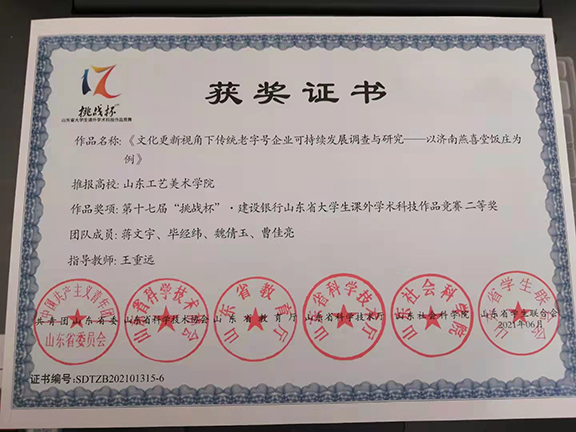 挑战杯
山东省大学生课外学术科技作品竞赛
获奖证书
作品名称:《文化更新视角下传统老字号企业可持续发展调查与研究——以济南燕喜堂饭庄为
例》
推报高校: 山东工艺美术学院
作品奖项: 第十七届“挑战杯”·建设银行山东省大学生课外学术科技作品竞赛 二等奖
团队成员: 蒋文宇、毕经纬、魏倩玉、曹佳亮
指导教师: 王重远
共青团山东省委 山东省科学技术协会 山东省教育厅 山东省科学技术厅 山东社会科学院 山东省学生联合会
山东省委员会
2021年06月
证书编号:SDTZB202101315-6